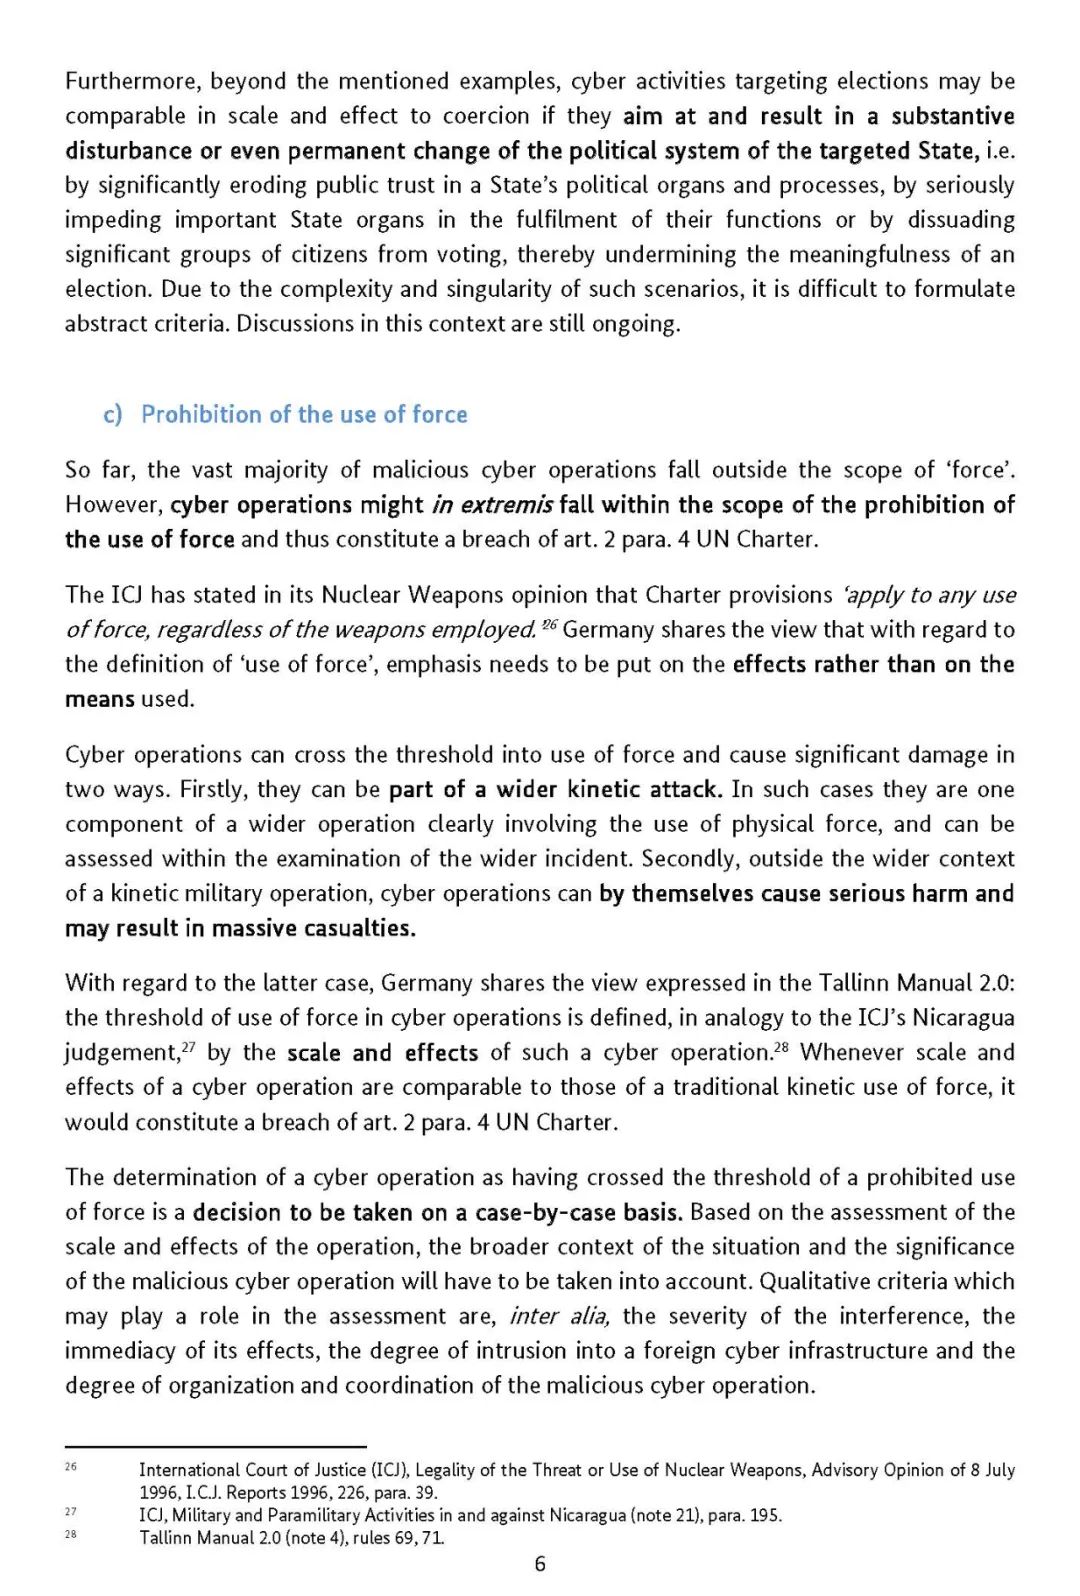 Furthermore, beyond the mentioned examples, cyber activities targeting elections may be
comparable in scale and effect to coercion if they aim at and result in a substantive
disturbance or even permanent change of the political system of the targeted State, i.e.
by significantly eroding public trust in a State's political organs and processes, by seriously
impeding important State organs in the fulfilment of their functions or by dissuading
significant groups of citizens from voting, thereby undermining the meaningfulness of an
election. Due to the complexity and singularity of such scenarios, it is difficult to formulate
abstract criteria. Discussions in this context are still ongoing.
c) Prohibition of the use of force
So far, the vast majority of malicious cyber operations fall outside the scope of 'force'.
However, cyber operations might in extremis fall within the scope of the prohibition of
the use of force and thus constitute a breach of art. 2 para. 4 UN Charter.
The ICJ has stated in its Nuclear Weapons opinion that Charter provisions 'apply to any use
of force, regardless of the weapons employed.'26 Germany shares the view that with regard to
the definition of 'use of force', emphasis needs to be put on the effects rather than on the
means used.
Cyber operations can cross the threshold into use of force and cause significant damage in
two ways. Firstly, they can be part of a wider kinetic attack. In such cases they are one
component of a wider operation clearly involving the use of physical force, and can be
assessed within the examination of the wider incident. Secondly, outside the wider context
of a kinetic military operation, cyber operations can by themselves cause serious harm and
may result in massive casualties.
With regard to the latter case, Germany shares the view expressed in the Tallinn Manual 2.0:
the threshold of use of force in cyber operations is defined, in analogy to the ICJ's Nicaragua
judgement,27 by the scale and effects of such a cyber operation.28 Whenever scale and
effects of a cyber operation are comparable to those of a traditional kinetic use of force, it
would constitute a breach of art. 2 para. 4 UN Charter.
The determination of a cyber operation as having crossed the threshold of a prohibited use
of force is a decision to be taken on a case-by-case basis. Based on the assessment of the
scale and effects of the operation, the broader context of the situation and the significance
of the malicious cyber operation will have to be taken into account. Qualitative criteria which
may play a role in the assessment are, inter alia, the severity of the interference, the
immediacy of its effects, the degree of intrusion into a foreign cyber infrastructure and the
degree of organization and coordination of the malicious cyber operation.
26 International Court of Justice (ICJ), Legality of the Threat or Use of Nuclear Weapons, Advisory Opinion of 8 July
1996, I.C.J. Reports 1996, 226, para. 39.
27 ICJ, Military and Paramilitary Activities in and against Nicaragua (note 21), para. 195.
28 Tallinn Manual 2.0 (note 4), rules 69, 71.
6